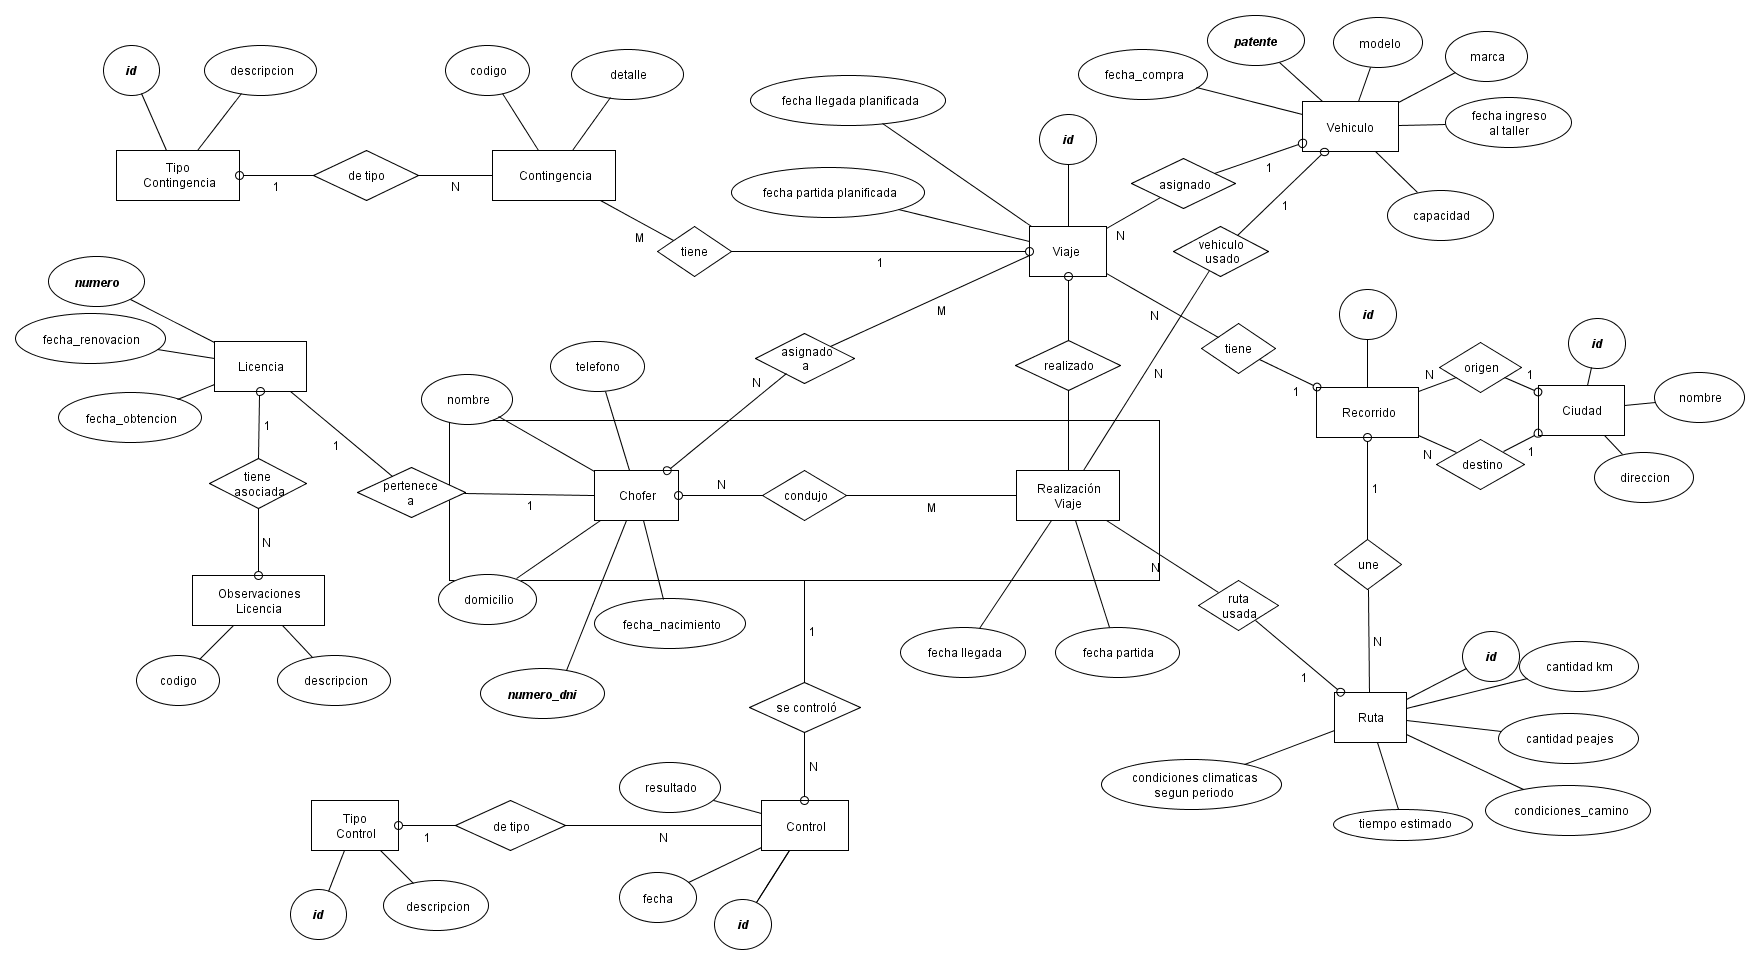 patente
modelo
marca
fecha_compra
id
descripcion
codigo
detalle
fecha llegada planificada
fecha ingreso
al taller
Vehiculo
id
Tipo
Contingencia
1
de tipo
N
Contingencia
fecha partida planificada
asignado
1
1
capacidad
M
tiene
1
Viaje
N
vehiculo
usado
numero
fecha_renovacion
Licencia
fecha_obtencion
M
N
id
id
telefono
asignado
a
realizado
tiene
N
origen
1
nombre
N
N
1
Recorrido
Ciudad
nombre
1
1
N
destino
1
direccion
tiene
asociada
pertenece
a
1
Chofer
N
condujo
M
Realización
Viaje
1
N
une
N
Observaciones
Licencia
domicilio
fecha_nacimiento
1
ruta
usada
N
codigo
descripcion
numero_dni
fecha llegada
fecha partida
1
id
cantidad km
se controló
Ruta
cantidad peajes
N
resultado
condiciones climaticas
segun periodo
tiempo estimado
condiciones_camino
Tipo
Control
1
de tipo
N
Control
id
descripcion
fecha
id